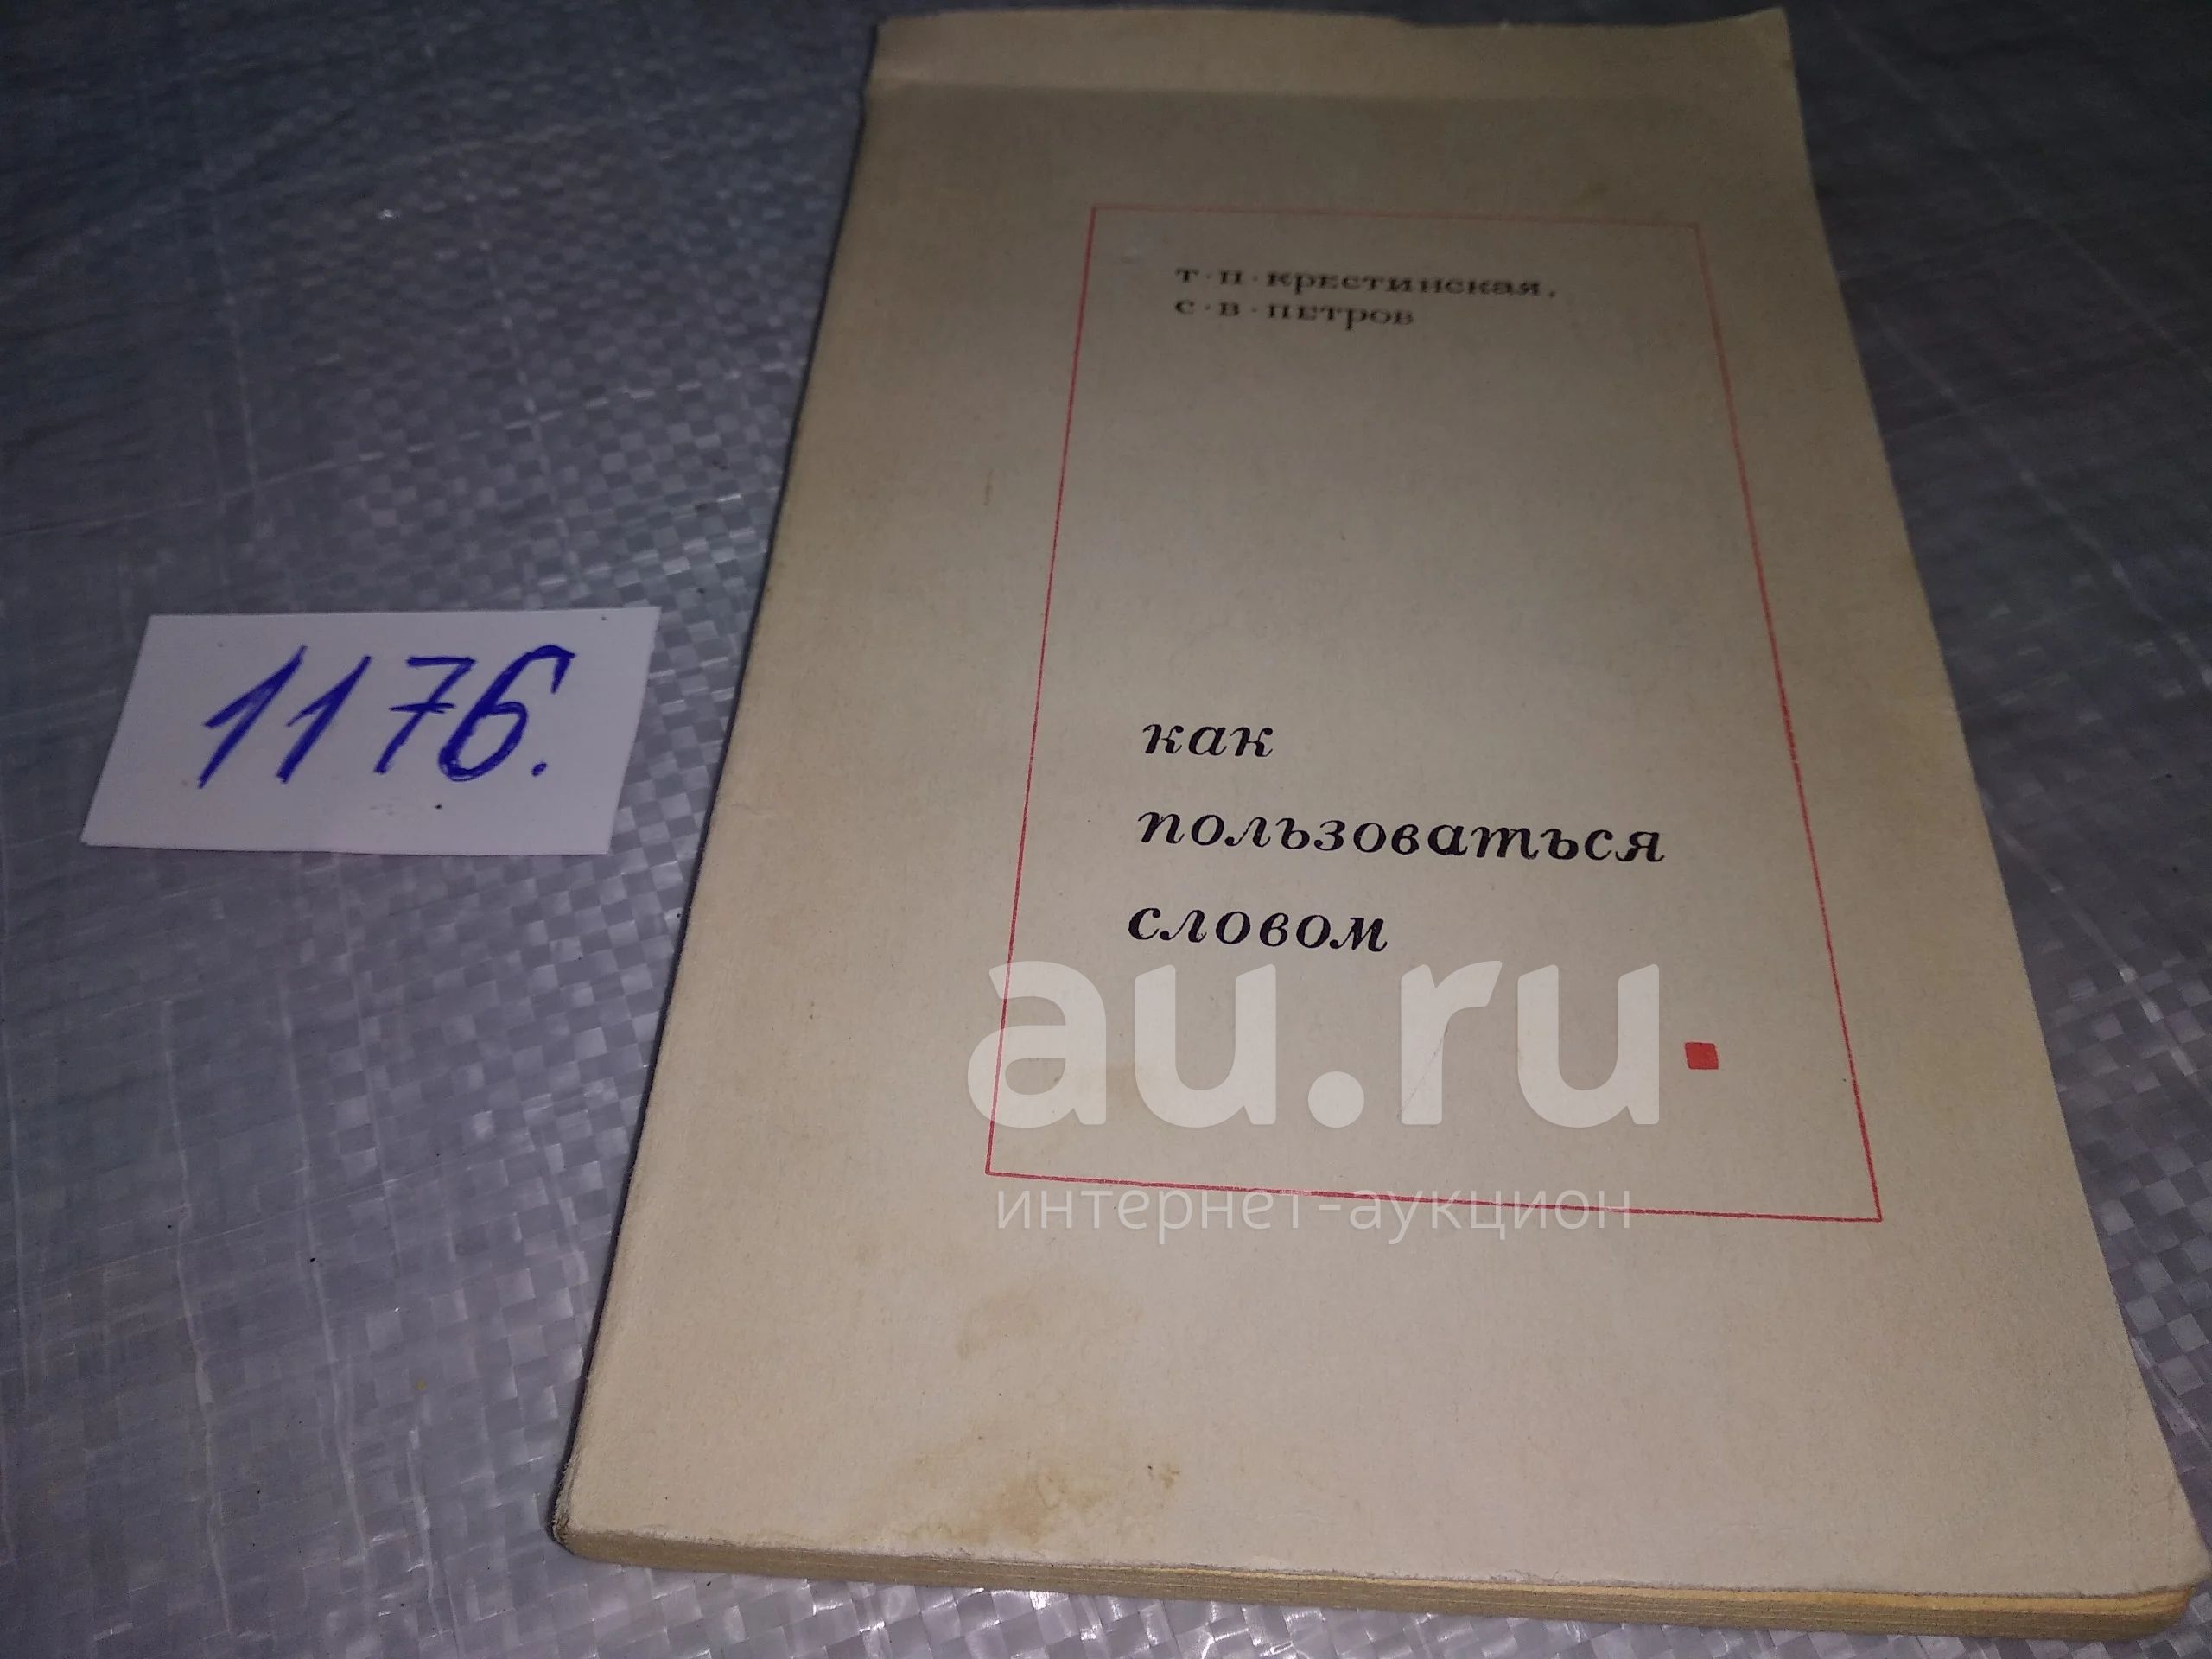 т·п·крестинская,
с·в·петров
1176.
как
пользоваться
словом
au.ru
интернет-аукцион